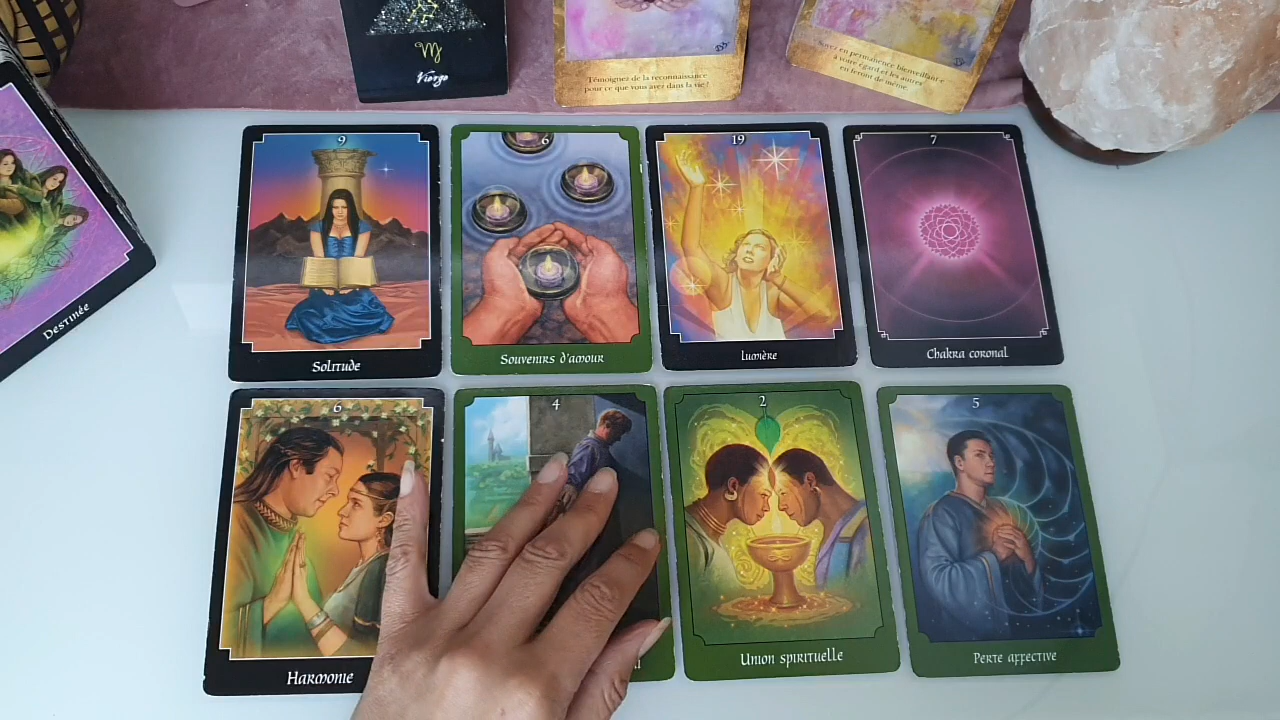 ♍
Vierge
Témoignez de la reconnaissance
pour ce que vous avez dans la vie !
Soyez en permanence bienveillant·e
à votre égard et les autres
en feront de même.
Destinée
9
Solitude
6
Souvenirs d'amour
19
Lumière
7
Chakra coronal
6
Harmonie
4
2
Union spirituelle
5
Perte affective